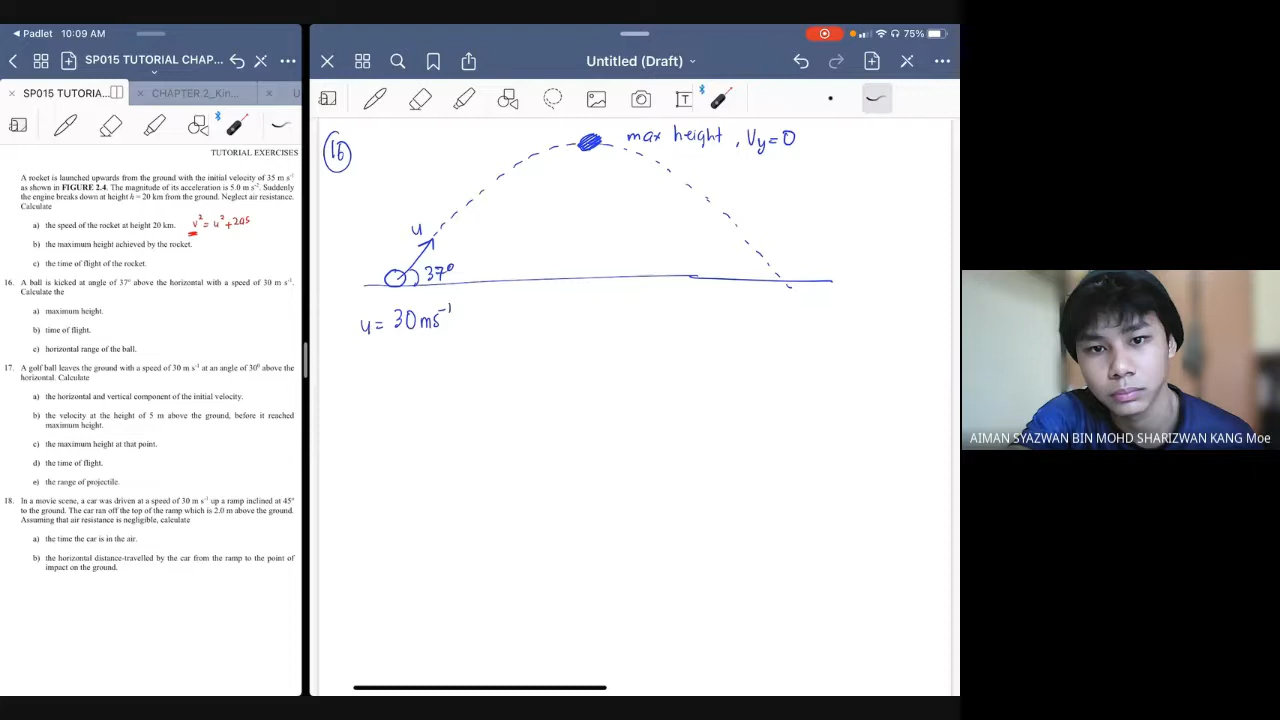 Padlet 10:09 AM 75%
SP015 TUTORIAL CHAP...
Untitled (Draft)
SP015 TUTORIA...
CHAPTER 2_Kin...
TUTORIAL EXERCISES
A rocket is launched upwards from the ground with the initial velocity of 35 m s⁻¹
as shown in FIGURE 2.4. The magnitude of its acceleration is 5.0 m s⁻². Suddenly
the engine breaks down at height h = 20 km from the ground. Neglect air resistance.
Calculate
a) the speed of the rocket at height 20 km. v² = u² + 2as
b) the maximum height achieved by the rocket.
c) the time of flight of the rocket.
16. A ball is kicked at angle of 37° above the horizontal with a speed of 30 m s⁻¹.
Calculate the
a) maximum height.
b) time of flight.
c) horizontal range of the ball.
17. A golf ball leaves the ground with a speed of 30 m s⁻¹ at an angle of 30⁰ above the
horizontal. Calculate
a) the horizontal and vertical component of the initial velocity.
b) the velocity at the height of 5 m above the ground, before it reached
maximum height.
c) the maximum height at that point.
d) the time of flight.
e) the range of projectile.
18. In a movie scene, a car was driven at a speed of 30 m s⁻¹ up a ramp inclined at 45°
to the ground. The car ran off the top of the ramp which is 2.0 m above the ground.
Assuming that air resistance is negligible, calculate
a) the time the car is in the air.
b) the horizontal distance-travelled by the car from the ramp to the point of
impact on the ground.
16
max height, Vy = 0
u
37°
u = 30 ms⁻¹
AIMAN SYAZWAN BIN MOHD SHARIZWAN KANG Moe